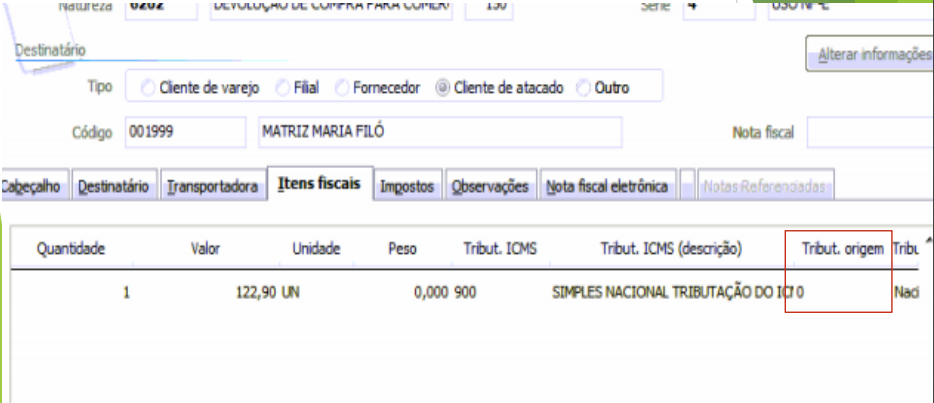 Natureza 6202 DEVOLUÇÃO DE COMPRA PARA COMER 150 Série 4 USO NF-E
Destinatário
Alterar informações
Tipo Cliente de varejo Filial Fornecedor Cliente de atacado Outro
Código 001999 MATRIZ MARIA FILÓ Nota fiscal
Cabeçalho Destinatário Transportadora Itens fiscais Impostos Observações Nota fiscal eletrônica Notas Referenciadas
Quantidade Valor Unidade Peso Tribut. ICMS Tribut. ICMS (descrição) Tribut. origem Tribu
1 122,90 UN 0,000 900 SIMPLES NACIONAL TRIBUTAÇÃO DO ICI 0 Naci